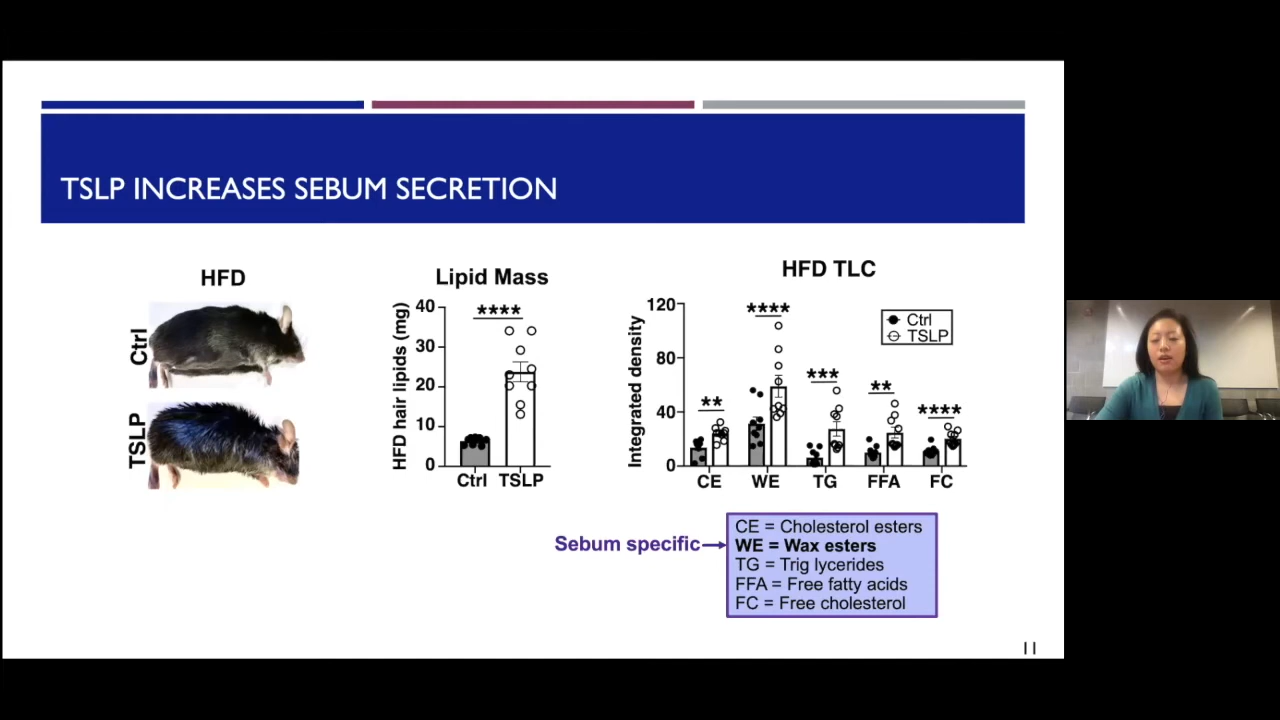 TSLP INCREASES SEBUM SECRETION
HFD
Ctrl
TSLP
Lipid Mass
HFD hair lipids (mg)
40
30
20
10
0
****
Ctrl TSLP
HFD TLC
Integrated density
120
80
40
0
**
****
***
**
****
Ctrl
TSLP
CE WE TG FFA FC
Sebum specific
CE = Cholesterol esters
WE = Wax esters
TG = Trig lycerides
FFA = Free fatty acids
FC = Free cholesterol
11